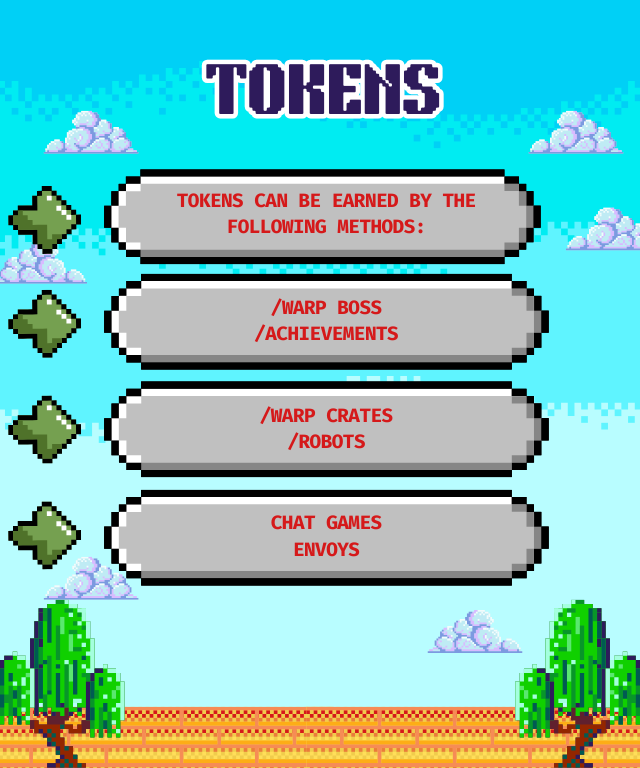 TOKENS
TOKENS CAN BE EARNED BY THE
FOLLOWING METHODS:
/WARP BOSS
/ACHIEVEMENTS
/WARP CRATES
/ROBOTS
CHAT GAMES
ENVOYS